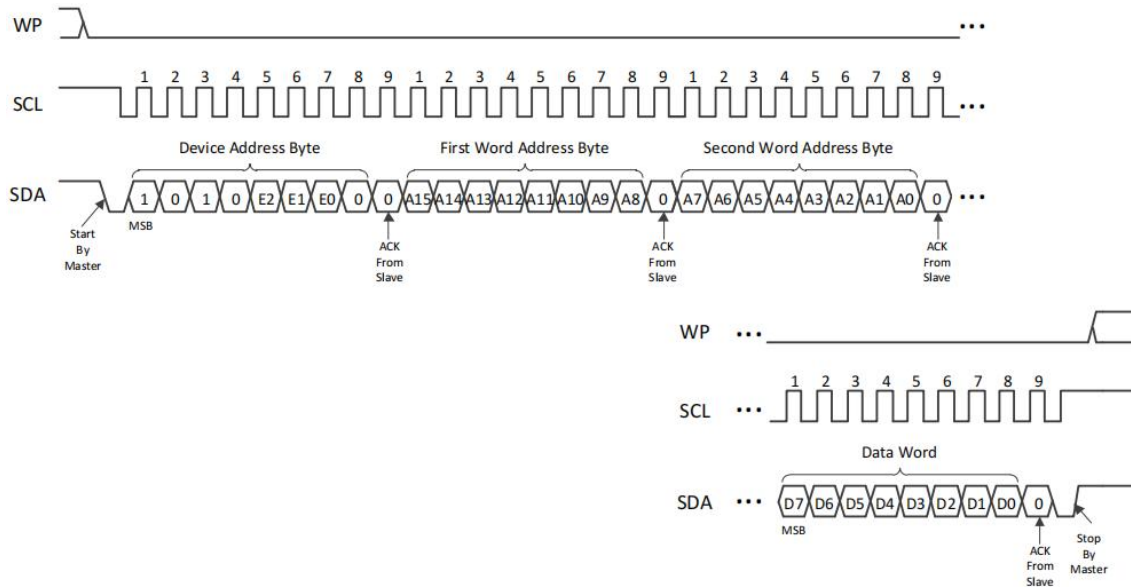 WP ...
1 2 3 4 5 6 7 8 9 1 2 3 4 5 6 7 8 9 1 2 3 4 5 6 7 8 9
SCL ...
Device Address Byte First Word Address Byte Second Word Address Byte
SDA 1 0 1 0 E2 E1 E0 0 0 A15 A14 A13 A12 A11 A10 A9 A8 0 A7 A6 A5 A4 A3 A2 A1 A0 0 ...
MSB
Start By Master
ACK From Slave
ACK From Slave
ACK From Slave
WP ...
1 2 3 4 5 6 7 8 9
SCL ...
Data Word
SDA ... D7 D6 D5 D4 D3 D2 D1 D0 0
MSB
ACK From Slave
Stop By Master